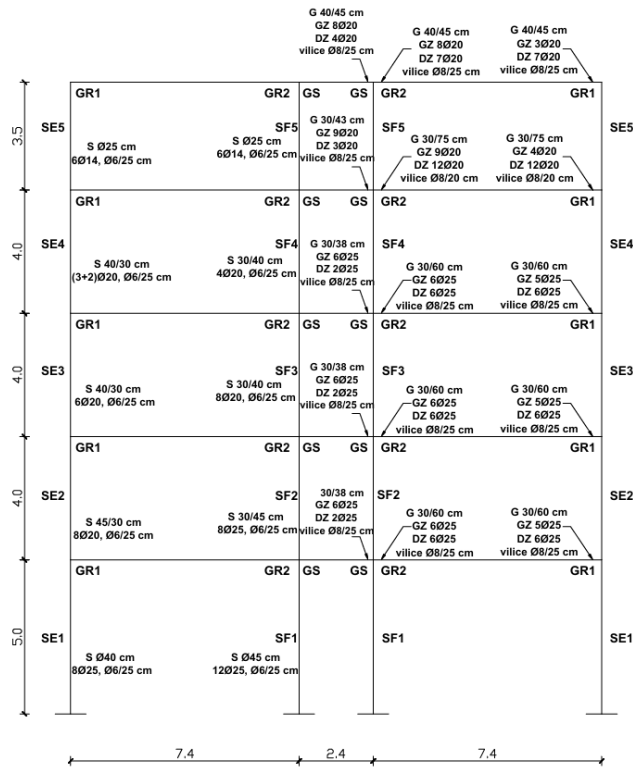 G 40/45 cm
GZ 8Ø20
DZ 4Ø20
vilice Ø8/25 cm
G 40/45 cm
GZ 8Ø20
DZ 7Ø20
vilice Ø8/25 cm
G 40/45 cm
GZ 3Ø20
DZ 7Ø20
vilice Ø8/25 cm
GR1
GR2
GS
GR2
GR1
3.5
SE5
S Ø25 cm
6Ø14, Ø6/25 cm
S Ø25 cm
6Ø14, Ø6/25 cm
SF5
G 30/43 cm
GZ 9Ø20
DZ 3Ø20
vilice Ø8/25 cm
SF5
G 30/75 cm
GZ 9Ø20
DZ 12Ø20
vilice Ø8/20 cm
G 30/75 cm
GZ 4Ø20
DZ 12Ø20
vilice Ø8/20 cm
SE5
GR1
GR2
GS
GS
GR2
GR1
4.0
SE4
S 40/30 cm
(3+2)Ø20, Ø6/25 cm
S 30/40 cm
4Ø20, Ø6/25 cm
SF4
G 30/38 cm
GZ 6Ø25
DZ 2Ø25
vilice Ø8/25 cm
SF4
G 30/60 cm
GZ 6Ø25
DZ 6Ø25
vilice Ø8/25 cm
G 30/60 cm
GZ 5Ø25
DZ 6Ø25
vilice Ø8/25 cm
SE4
GR1
GR2
GS
GS
GR2
GR1
4.0
SE3
S 40/30 cm
6Ø20, Ø6/25 cm
S 30/40 cm
8Ø20, Ø6/25 cm
SF3
G 30/38 cm
GZ 6Ø25
DZ 2Ø25
vilice Ø8/25 cm
SF3
G 30/60 cm
GZ 6Ø25
DZ 6Ø25
vilice Ø8/25 cm
G 30/60 cm
GZ 5Ø25
DZ 6Ø25
vilice Ø8/25 cm
SE3
GR1
GR2
GS
GS
GR2
GR1
4.0
SE2
S 45/30 cm
8Ø20, Ø6/25 cm
S 30/45 cm
8Ø25, Ø6/25 cm
SF2
30/38 cm
GZ 6Ø25
DZ 2Ø25
vilice Ø8/25 cm
SF2
G 30/60 cm
GZ 6Ø25
DZ 6Ø25
vilice Ø8/25 cm
G 30/60 cm
GZ 5Ø25
DZ 6Ø25
vilice Ø8/25 cm
SE2
GR1
GR2
GS
GS
GR2
GR1
5.0
SE1
S Ø40 cm
8Ø25, Ø6/25 cm
S Ø45 cm
12Ø25, Ø6/25 cm
SF1
SF1
SE1
GS
7.4
2.4
7.4